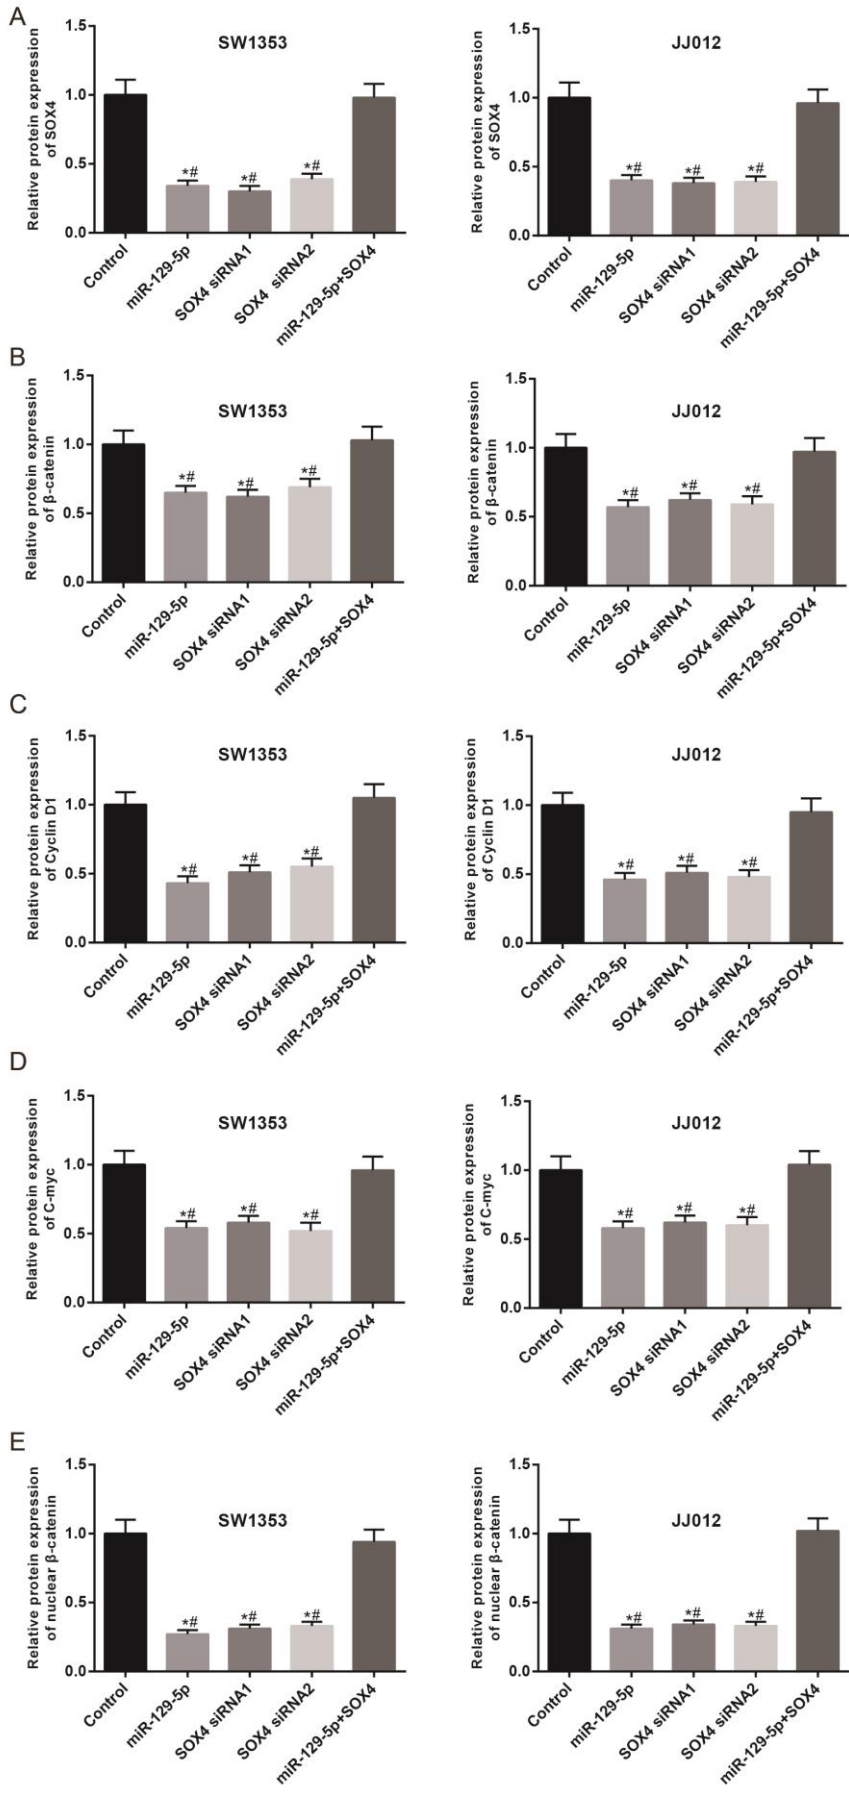 A
SW1353
Relative protein expression
of SOX4
1.5
1.0
0.5
0.0
*#
*#
*#
Control
miR-129-5p
SOX4 siRNA1
SOX4 siRNA2
miR-129-5p+SOX4
JJ012
Relative protein expression
of SOX4
1.5
1.0
0.5
0.0
*#
*#
*#
Control
miR-129-5p
SOX4 siRNA1
SOX4 siRNA2
miR-129-5p+SOX4
B
SW1353
Relative protein expression
of β-catenin
1.5
1.0
0.5
0.0
*#
*#
*#
Control
miR-129-5p
SOX4 siRNA1
SOX4 siRNA2
miR-129-5p+SOX4
JJ012
Relative protein expression
of β-catenin
1.5
1.0
0.5
0.0
*#
*#
*#
Control
miR-129-5p
SOX4 siRNA1
SOX4 siRNA2
miR-129-5p+SOX4
C
SW1353
Relative protein expression
of Cyclin D1
1.5
1.0
0.5
0.0
*#
*#
*#
Control
miR-129-5p
SOX4 siRNA1
SOX4 siRNA2
miR-129-5p+SOX4
JJ012
Relative protein expression
of Cyclin D1
1.5
1.0
0.5
0.0
*#
*#
*#
Control
miR-129-5p
SOX4 siRNA1
SOX4 siRNA2
miR-129-5p+SOX4
D
SW1353
Relative protein expression
of C-myc
1.5
1.0
0.5
0.0
*#
*#
*#
Control
miR-129-5p
SOX4 siRNA1
SOX4 siRNA2
miR-129-5p+SOX4
JJ012
Relative protein expression
of C-myc
1.5
1.0
0.5
0.0
*#
*#
*#
Control
miR-129-5p
SOX4 siRNA1
SOX4 siRNA2
miR-129-5p+SOX4
E
SW1353
Relative protein expression
of nuclear β-catenin
1.5
1.0
0.5
0.0
*#
*#
*#
Control
miR-129-5p
SOX4 siRNA1
SOX4 siRNA2
miR-129-5p+SOX4
JJ012
Relative protein expression
of nuclear β-catenin
1.5
1.0
0.5
0.0
*#
*#
*#
Control
miR-129-5p
SOX4 siRNA1
SOX4 siRNA2
miR-129-5p+SOX4